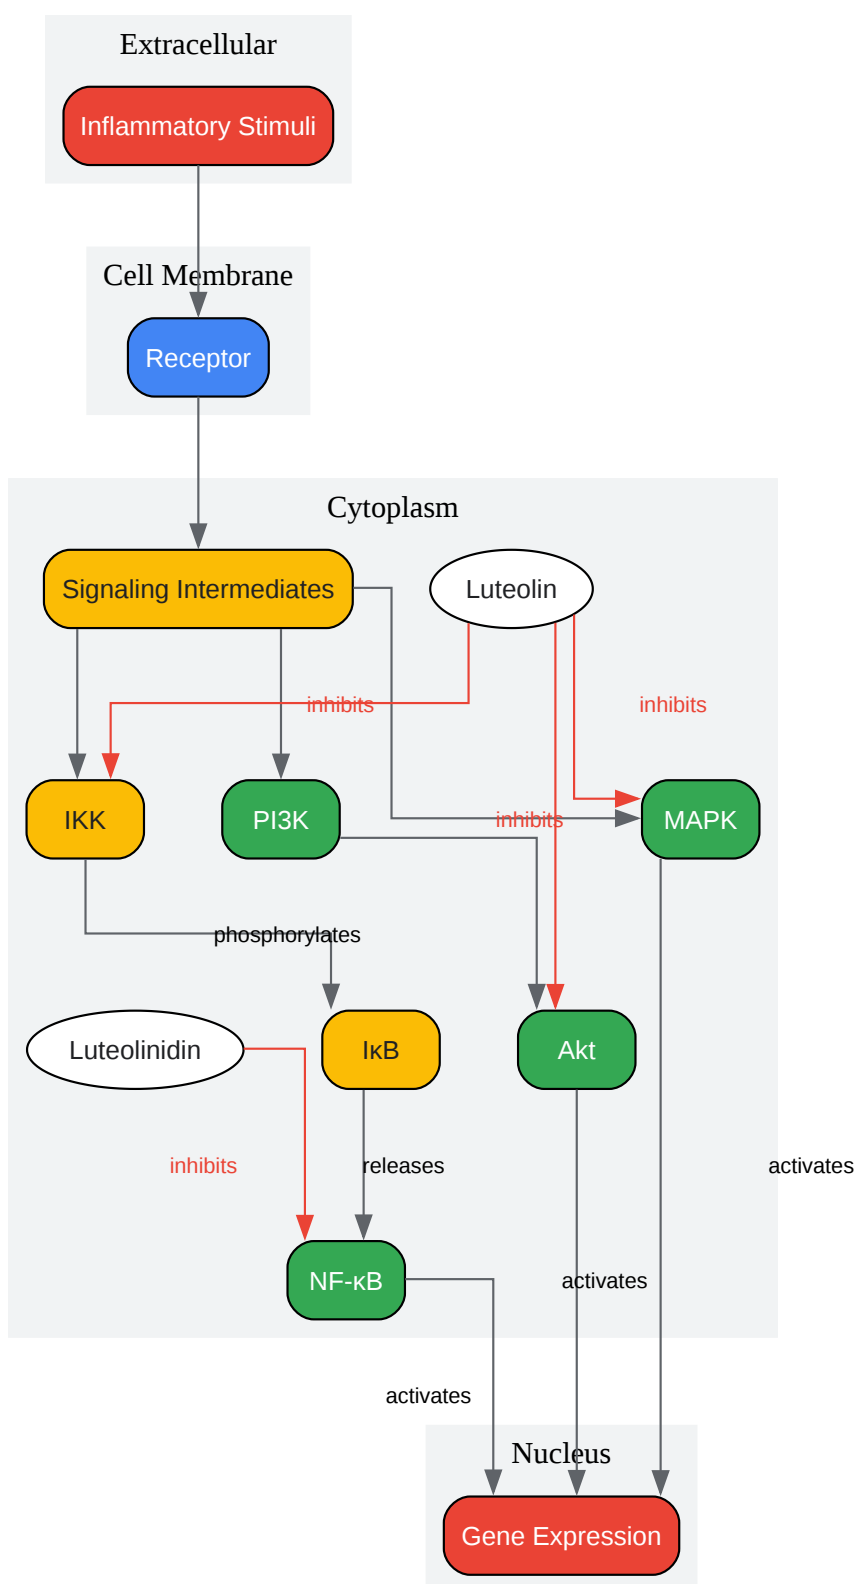 Extracellular
Inflammatory Stimuli
Cell Membrane
Receptor
Cytoplasm
Signaling Intermediates
Luteolin
inhibits
inhibits
IKK
PI3K
inhibits
MAPK
phosphorylates
Luteolinidin
IκB
Akt
inhibits
releases
activates
NF-κB
activates
activates
Nucleus
Gene Expression